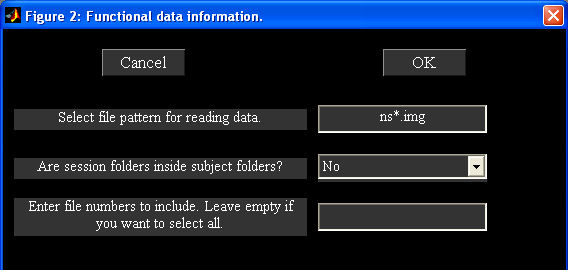 Figure 2: Functional data information.
Cancel
OK
Select file pattern for reading data.
ns*.img
Are session folders inside subject folders?
No
Enter file numbers to include. Leave empty if
you want to select all.